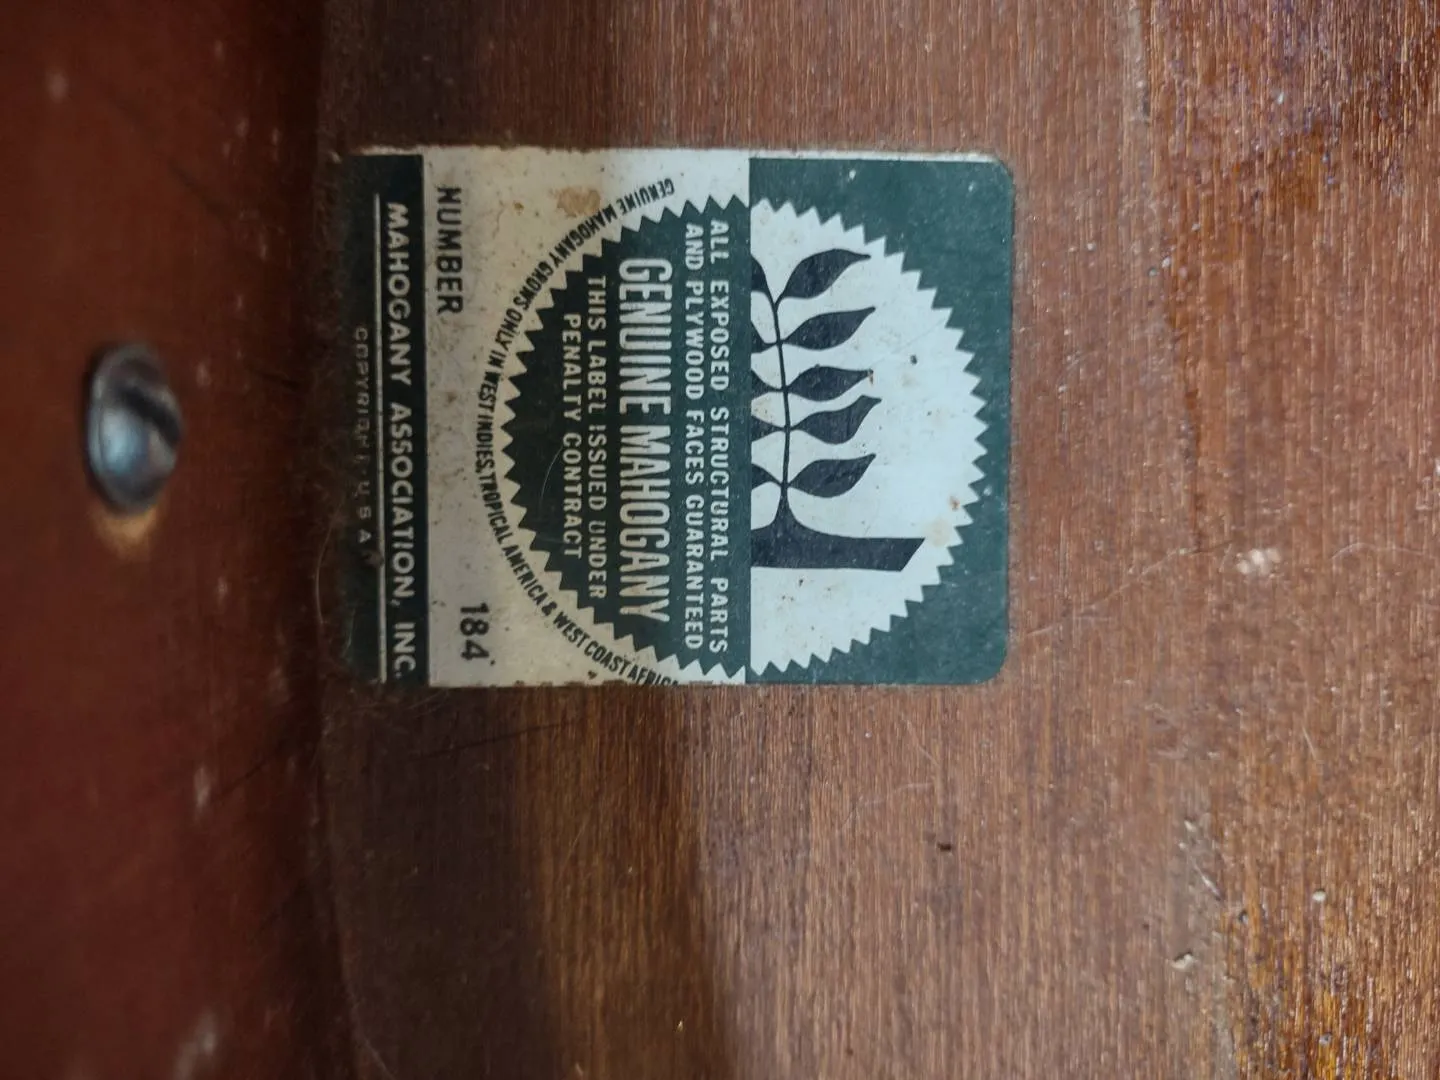 ALL EXPOSED STRUCTURAL PARTS
AND PLYWOOD FACES GUARANTEED
GENUINE MAHOGANY
THIS LABEL ISSUED UNDER
PENALTY CONTRACT
GENUINE MAHOGANY GROWS ONLY IN WEST INDIES, TROPICAL AMERICA & WEST COAST AFRICA
NUMBER 184
MAHOGANY ASSOCIATION, INC.
COPYRIGHT U S A